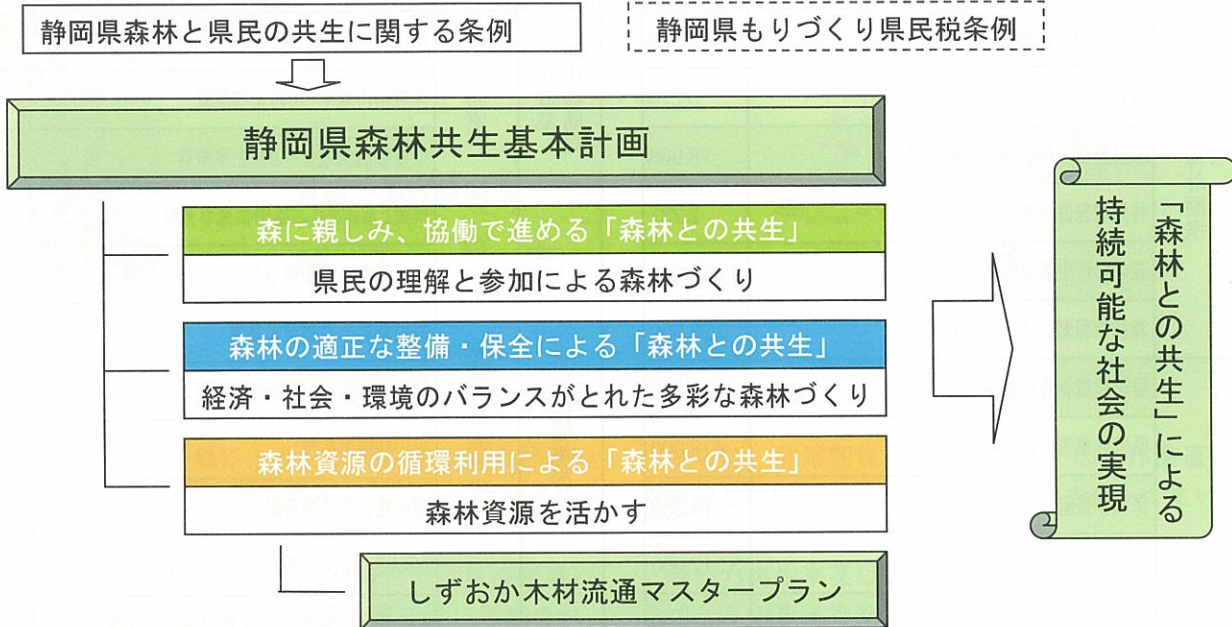 静岡県森林と県民の共生に関する条例
静岡県もりづくり県民税条例
静岡県森林共生基本計画
森に親しみ、協働で進める「森林との共生」
県民の理解と参加による森林づくり
森林の適正な整備・保全による「森林との共生」
経済・社会・環境のバランスがとれた多彩な森林づくり
森林資源の循環利用による「森林との共生」
森林資源を活かす
しずおか木材流通マスタープラン
「森林との共生」による
持続可能な社会の実現